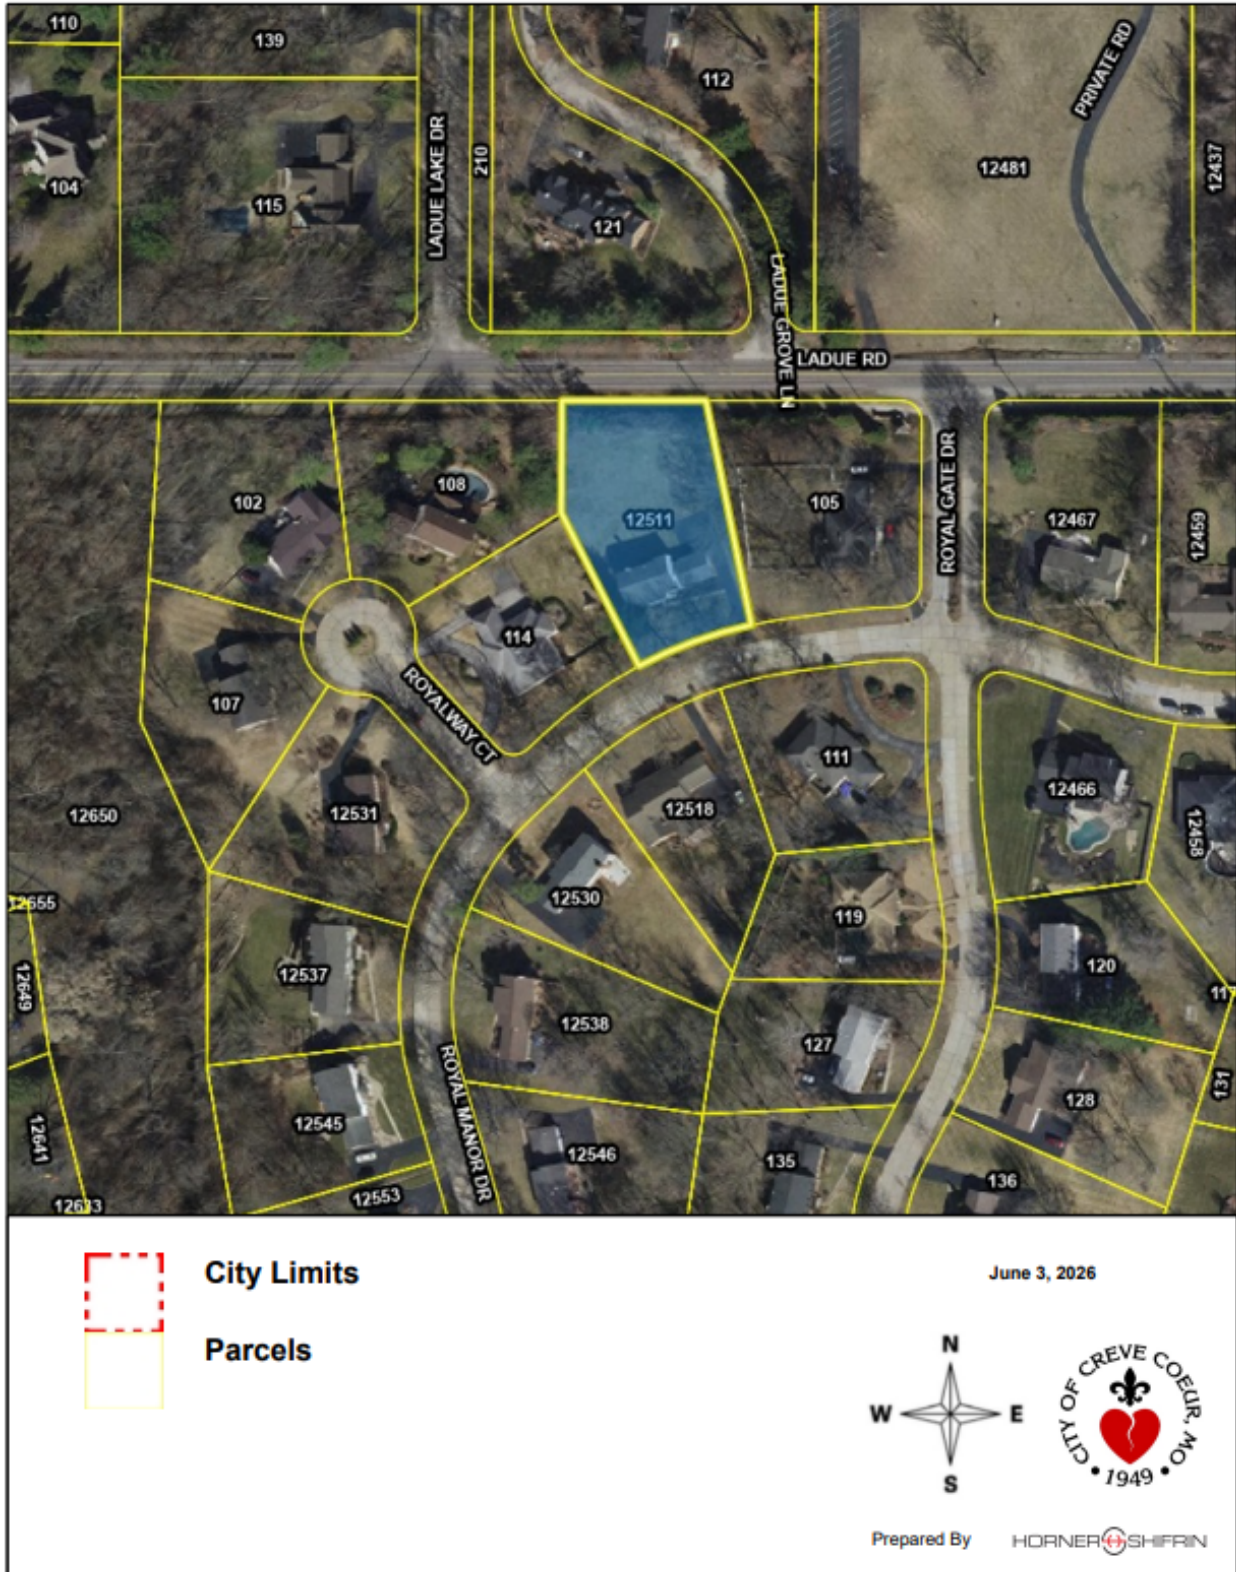 110
139
112
PRIVATE RD
104
115
LADUE LAKE DR
210
121
12481
12437
LADUE GROVE LN
LADUE RD
102
108
12511
105
ROYAL GATE DR
12467
12459
114
107
ROYALWAY CT
111
12466
12650
12531
12518
12458
12530
119
12655
12649
12537
12538
120
117
127
12545
ROYAL MANOR DR
12546
128
131
12641
12633
12553
135
136
City Limits
Parcels
June 3, 2026
N
W
E
S
CITY OF CREVE COEUR, MO
• 1949 •
Prepared By
HORNER SHIFRIN